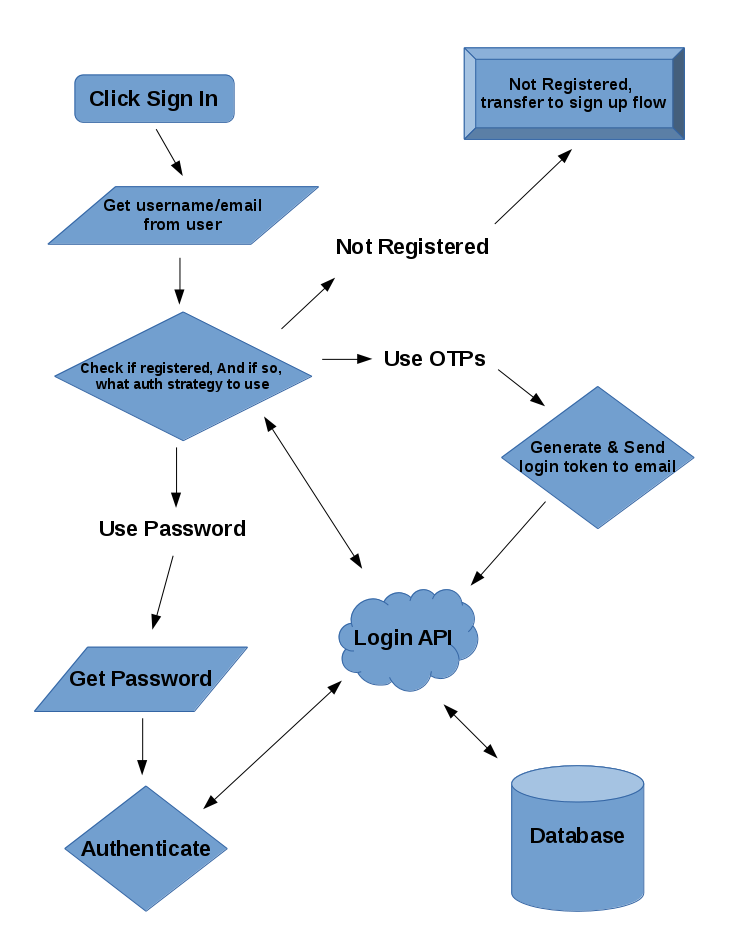 Click Sign In
Not Registered,
transfer to sign up flow
Get username/email
from user
Not Registered
Check if registered, And if so,
what auth strategy to use
Use OTPs
Generate & Send
login token to email
Use Password
Login API
Get Password
Authenticate
Database